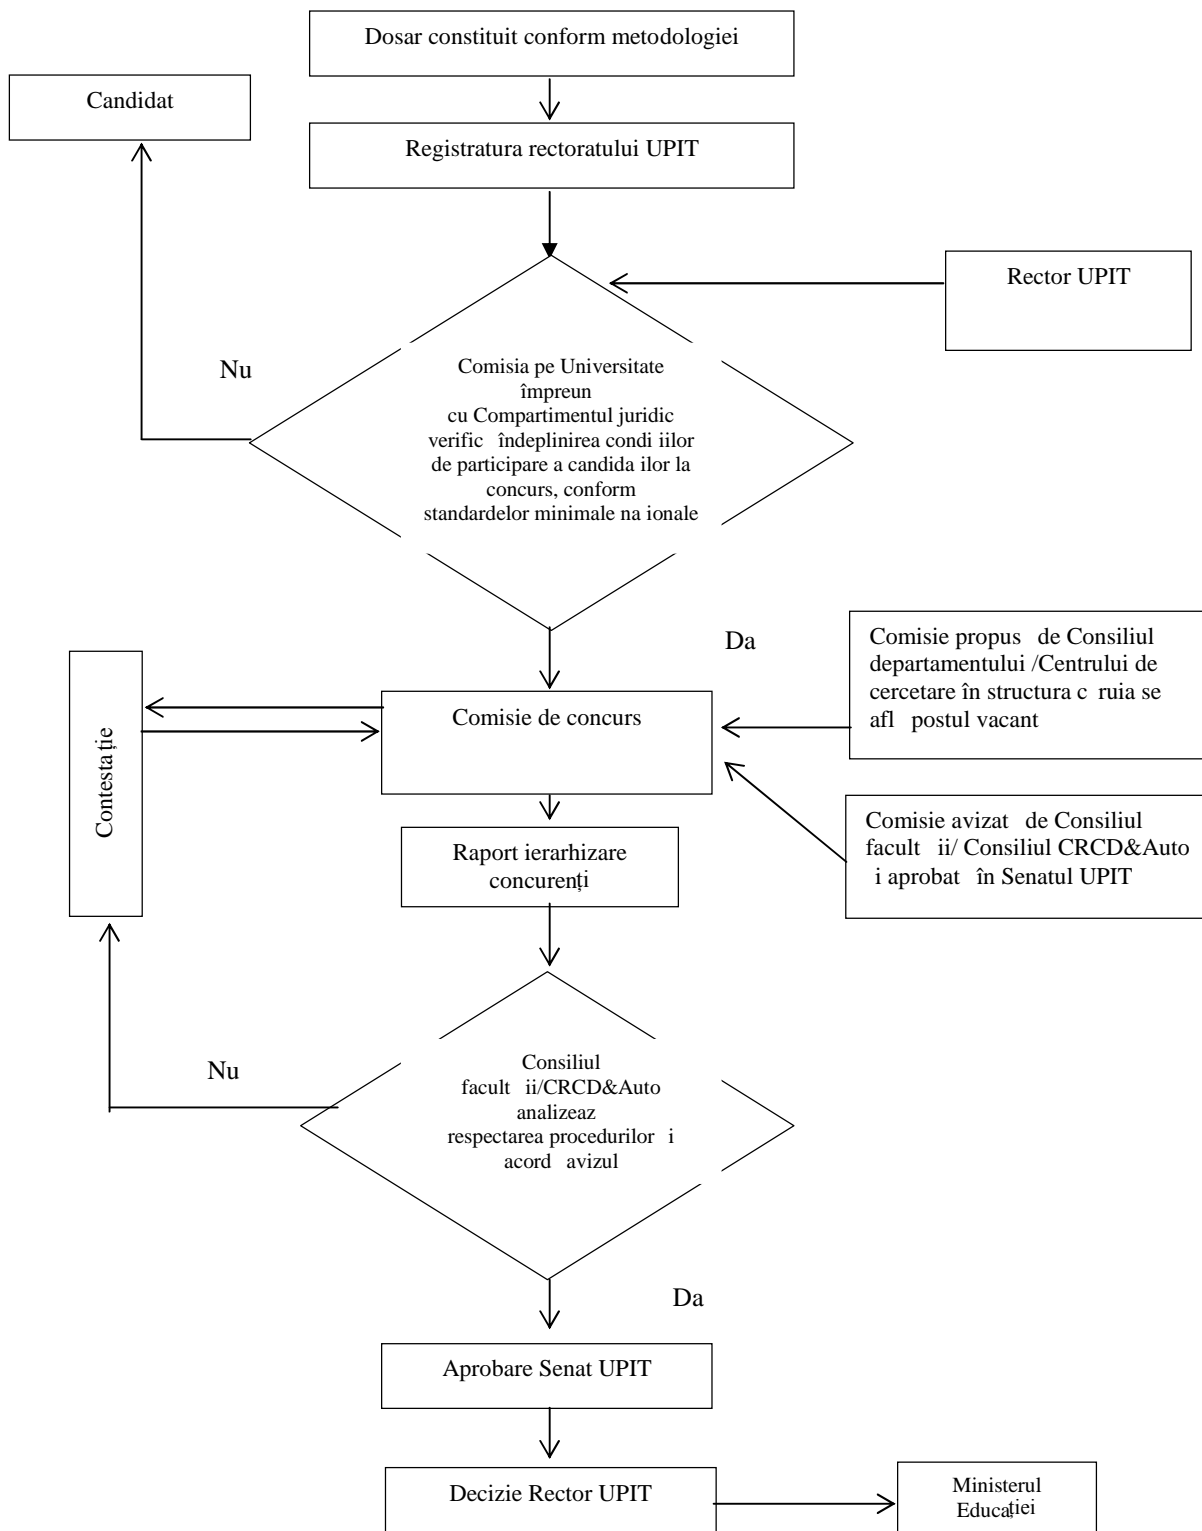 Dosar constituit conform metodologiei
Candidat
Registratura rectoratului UPIT
Rector UPIT
Nu
Comisia pe Universitate
împreun
cu Compartimentul juridic
verific îndeplinirea condi iilor
de participare a candida ilor la
concurs, conform
standardelor minimale na ionale
Da
Comisie propus de Consiliul
departamentului /Centrului de
cercetare în structura c ruia se
afl postul vacant
Contestație
Comisie de concurs
Comisie avizat de Consiliul
facult ii/ Consiliul CRCD&Auto
i aprobat în Senatul UPIT
Raport ierarhizare
concurenți
Nu
Consiliul
facult ii/CRCD&Auto
analizeaz
respectarea procedurilor i
acord avizul
Da
Aprobare Senat UPIT
Decizie Rector UPIT
Ministerul
Educației